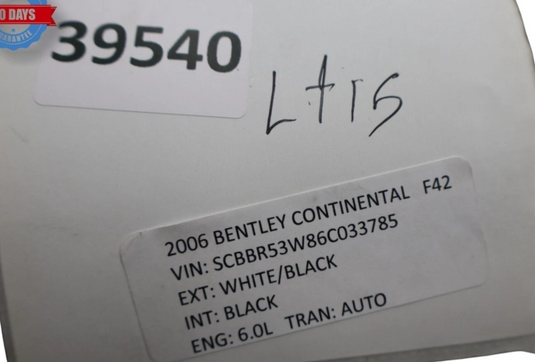 0 DAYS
GUARANTEE
39540
2006 BENTLEY CONTINENTAL F42
VIN: SCBBR53W86C033785
EXT: WHITE/BLACK
INT: BLACK
ENG: 6.0L TRAN: AUTO